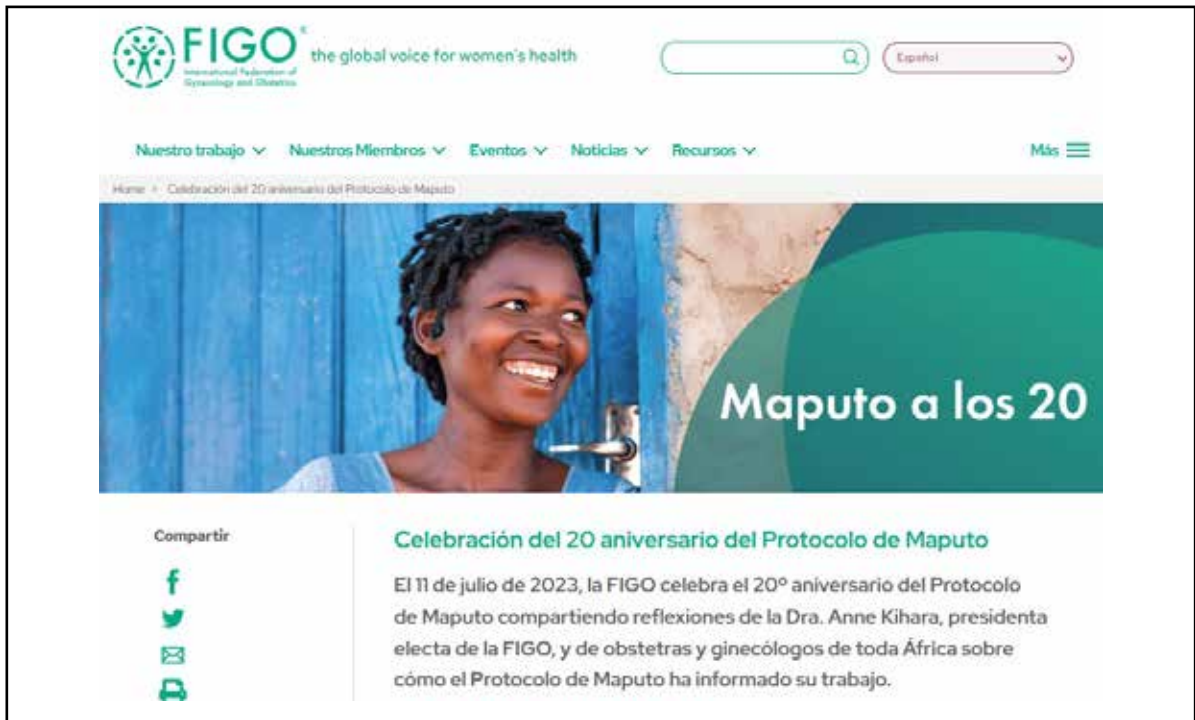 FIGO
®
International Federation of
Gynecology and Obstetrics
the global voice for women's health
Español
Nuestro trabajo
Nuestros Miembros
Eventos
Noticias
Recursos
Más
Home
Celebración del 20 aniversario del Protocolo de Maputo
Maputo a los 20
Compartir
Celebración del 20 aniversario del Protocolo de Maputo
El 11 de julio de 2023, la FIGO celebra el 20º aniversario del Protocolo
de Maputo compartiendo reflexiones de la Dra. Anne Kihara, presidenta
electa de la FIGO, y de obstetras y ginecólogos de toda África sobre
cómo el Protocolo de Maputo ha informado su trabajo.